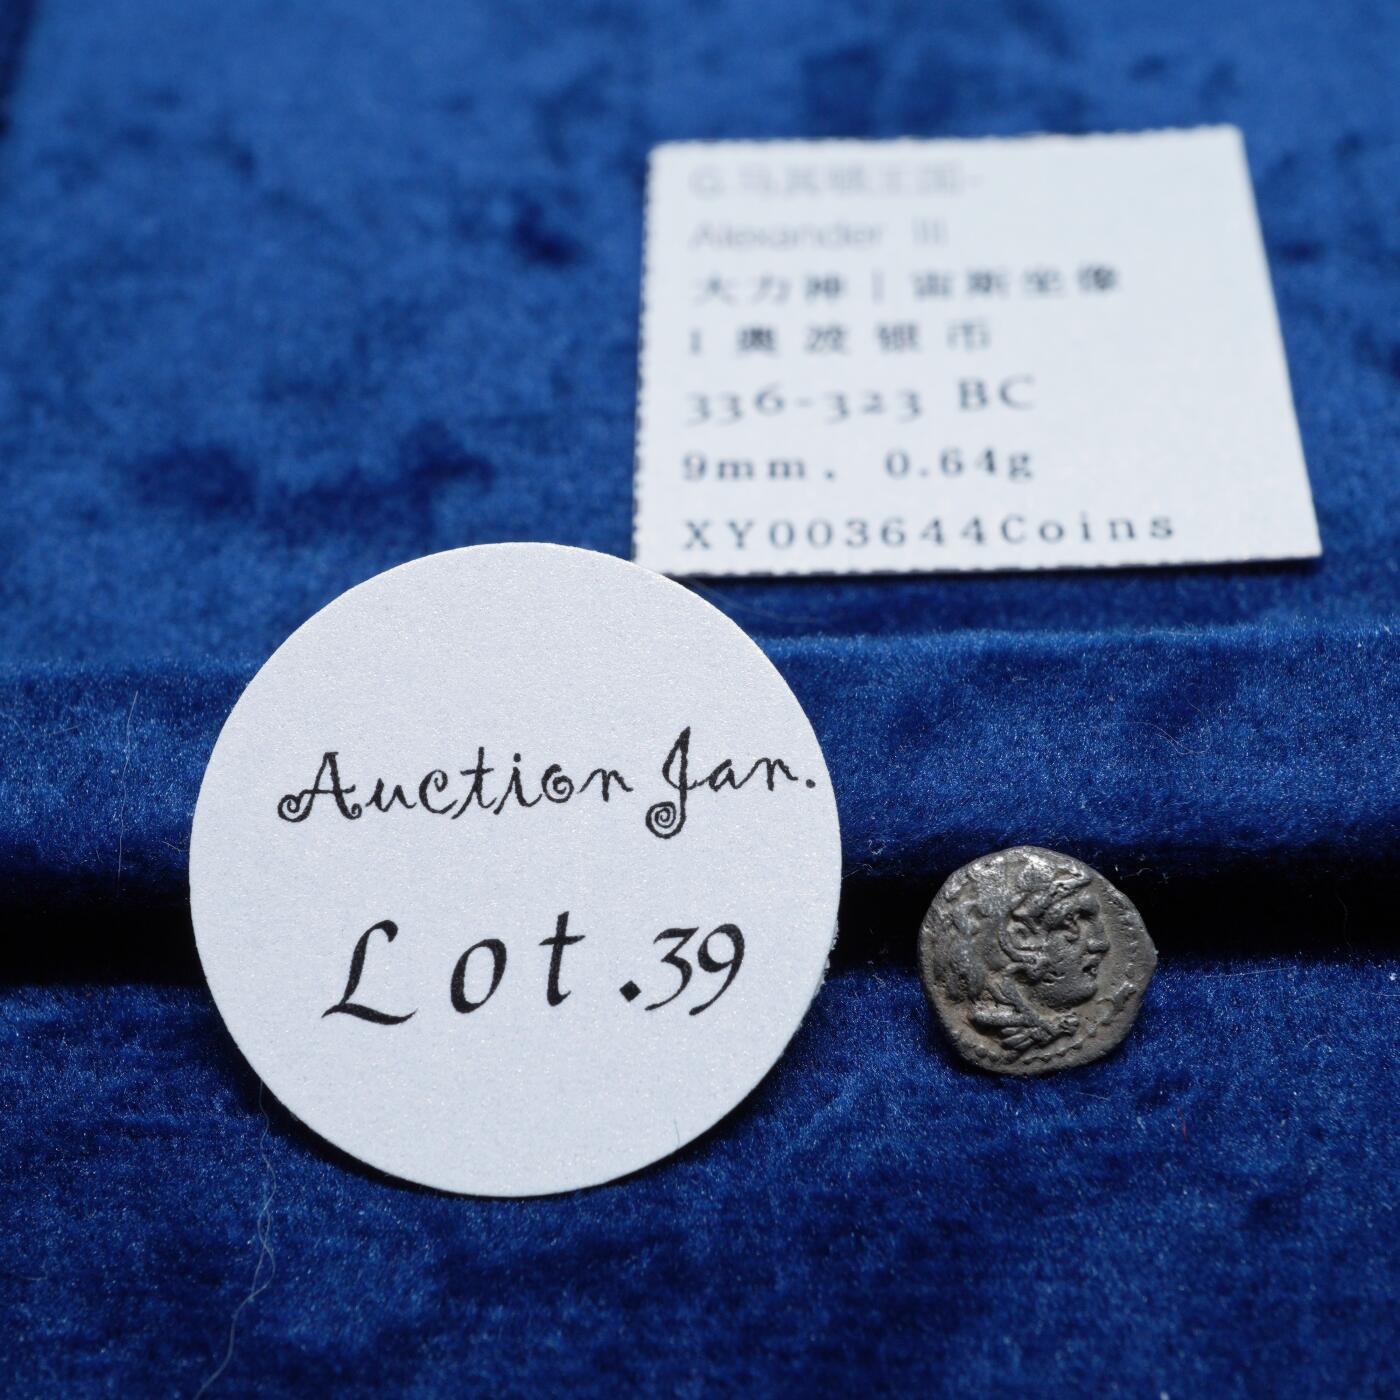 G.马其顿王国-
Alexander III
大力神|宙斯坐像
1奥波银币
336-323 BC
9mm. 0.64g
XY003644Coins
Auction Jan.
Lot.39